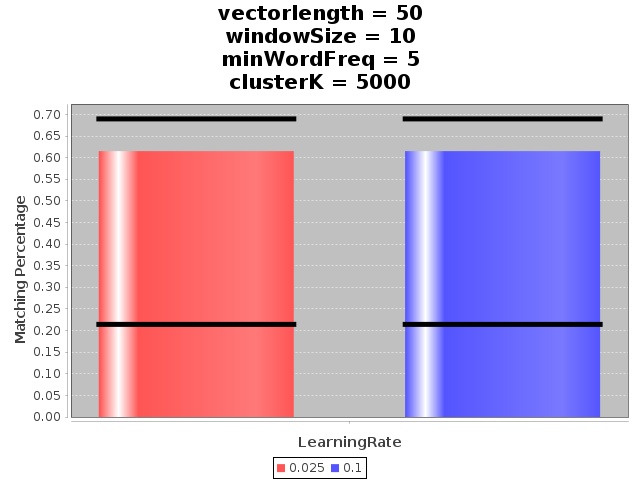 vectorlength = 50
windowSize = 10
minWordFreq = 5
clusterK = 5000
Matching Percentage
0.70
0.65
0.60
0.55
0.50
0.45
0.40
0.35
0.30
0.25
0.20
0.15
0.10
0.05
0.00
LearningRate
0.025 0.1